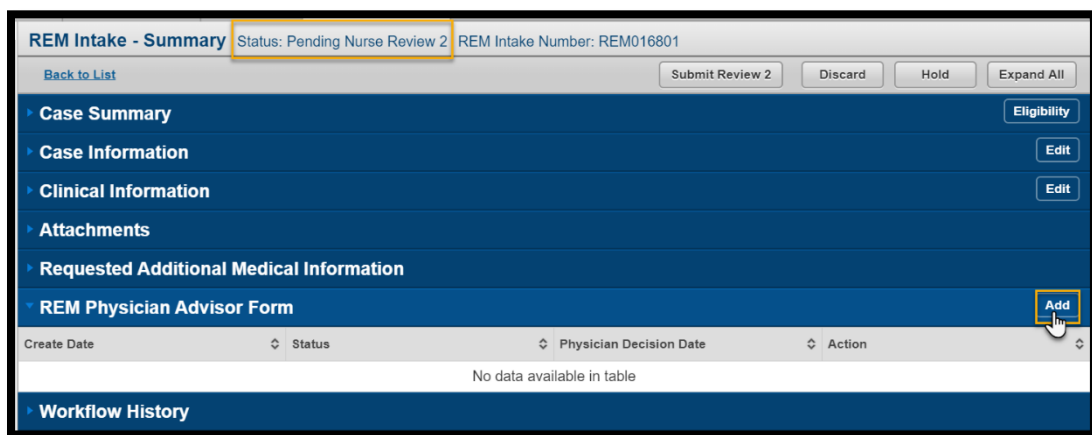 REM Intake - Summary Status: Pending Nurse Review 2 REM Intake Number: REM016801
Back to List Submit Review 2 Discard Hold Expand All
Case Summary Eligibility
Case Information Edit
Clinical Information Edit
Attachments
Requested Additional Medical Information
REM Physician Advisor Form Add
Create Date Status Physician Decision Date Action
No data available in table
Workflow History